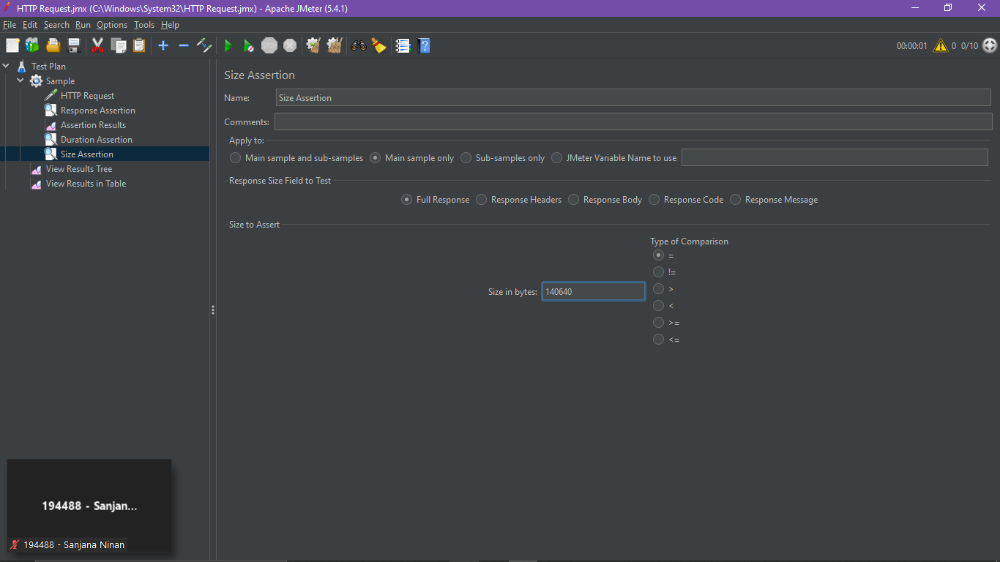 HTTP Request.jmx (C:\Windows\System32\HTTP Request.jmx) - Apache JMeter (5.4.1)
File Edit Search Run Options Tools Help
STOP
00:00:01 0 0/10
Test Plan
Sample
HTTP Request
Response Assertion
Assertion Results
Duration Assertion
Size Assertion
View Results Tree
View Results in Table
Size Assertion
Name: Size Assertion
Comments:
Apply to:
Main sample and sub-samples Main sample only Sub-samples only JMeter Variable Name to use
Response Size Field to Test
Full Response Response Headers Response Body Response Code Response Message
Size to Assert
Type of Comparison
=
!=
>
Size in bytes: 140640
<
>=
<=
194488 - Sanjan...
194488 - Sanjana Ninan